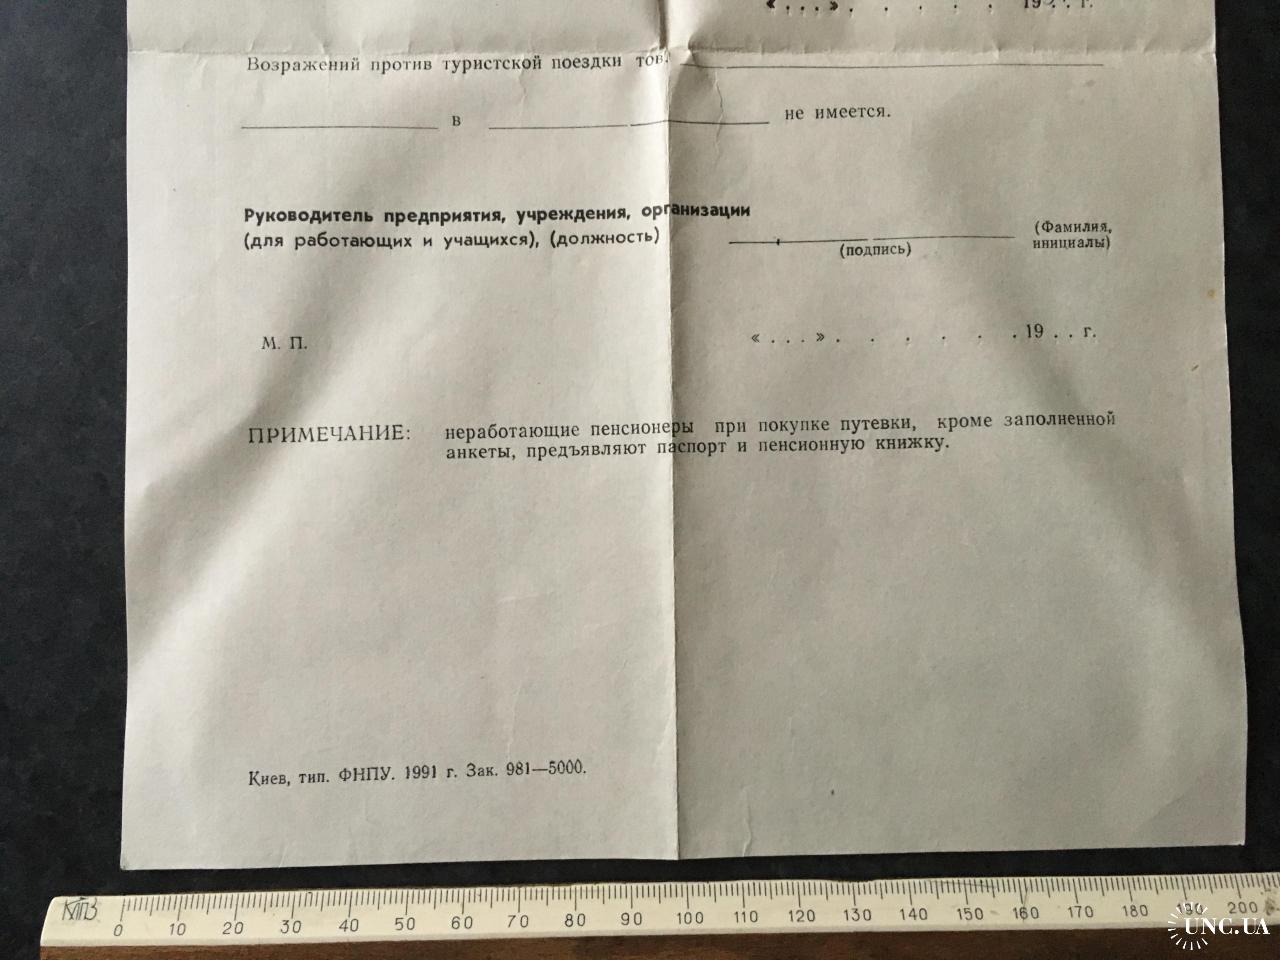 « . . . » . . . . . 19 . . г.
Возражений против туристской поездки тов.
в не имеется.
Руководитель предприятия, учреждения, организации
(для работающих и учащихся), (должность)
(подпись)
(Фамилия,
инициалы)
М. П.
« . . . » . . . . . . 19 . . г.
ПРИМЕЧАНИЕ: неработающие пенсионеры при покупке путевки, кроме заполненной
анкеты, предъявляют паспорт и пенсионную книжку.
Киев, тип. ФНПУ. 1991 г. Зак. 981—5000.
0 10 20 30 40 50 60 70 80 90 100 110 120 130 140 150 160 170 180 190 200
UNC.UA